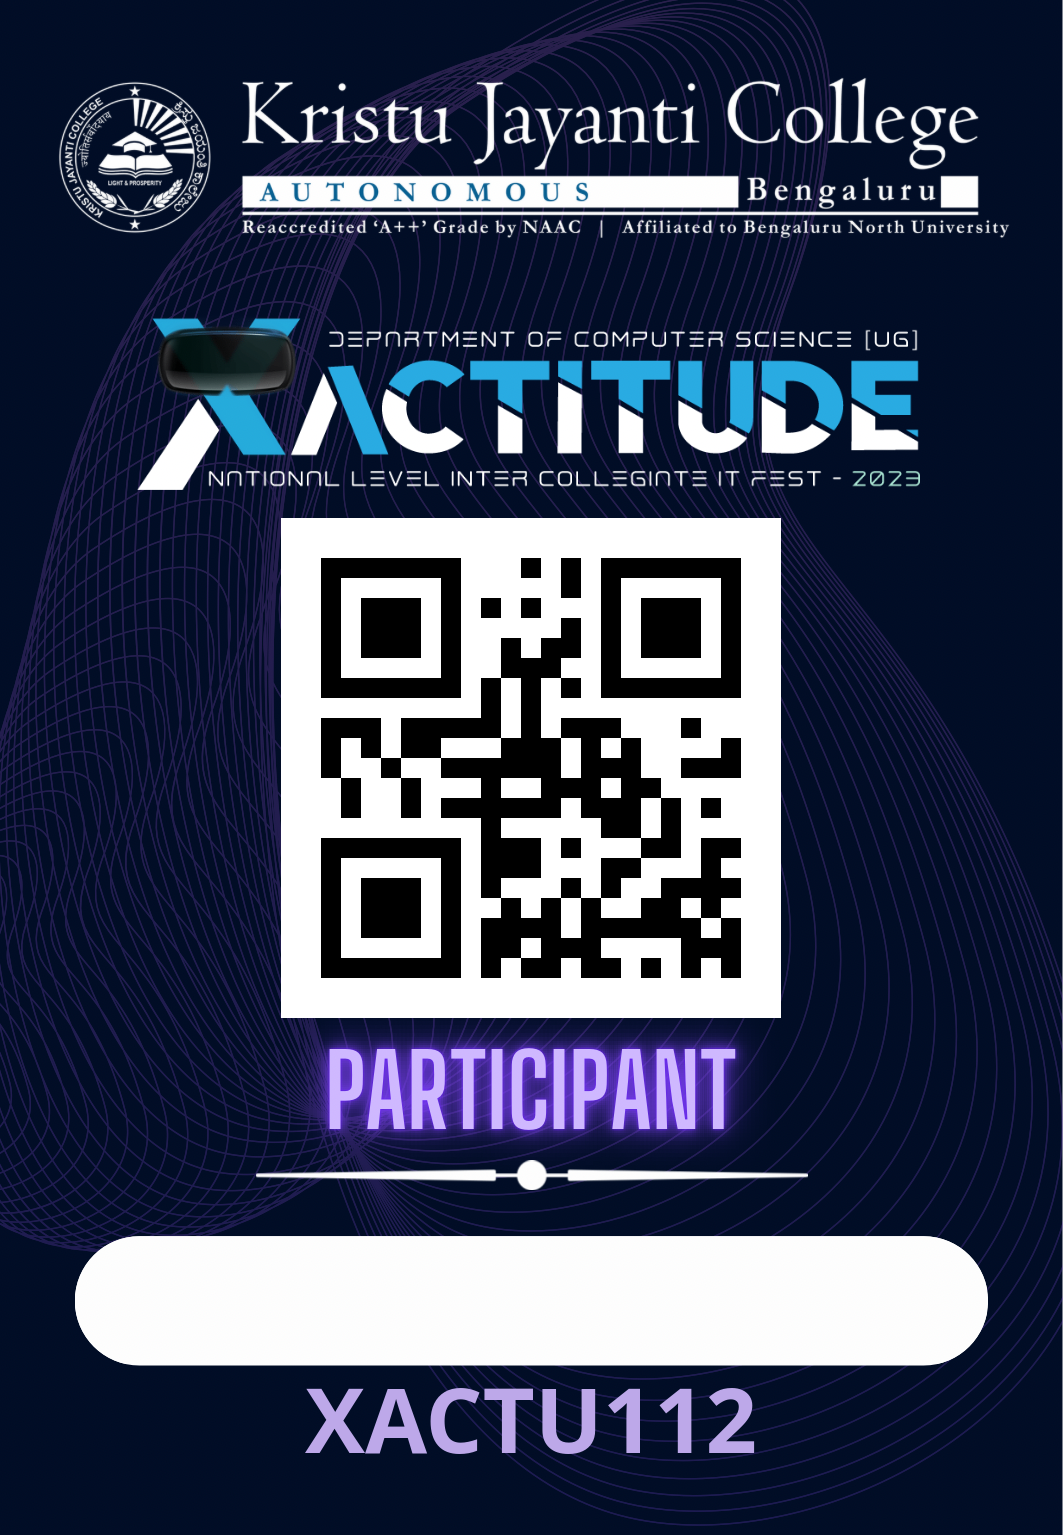 Kristu Jayanti College
AUTONOMOUS Bengaluru
Reaccredited ‘A++’ Grade by NAAC | Affiliated to Bengaluru North University
KRISTU JAYANTI COLLEGE
LIGHT & PROSPERITY
DEPARTMENT OF COMPUTER SCIENCE [UG]
XACTITUDE
NATIONAL LEVEL INTER COLLEGIATE IT FEST - 2023
PARTICIPANT
XACTU112